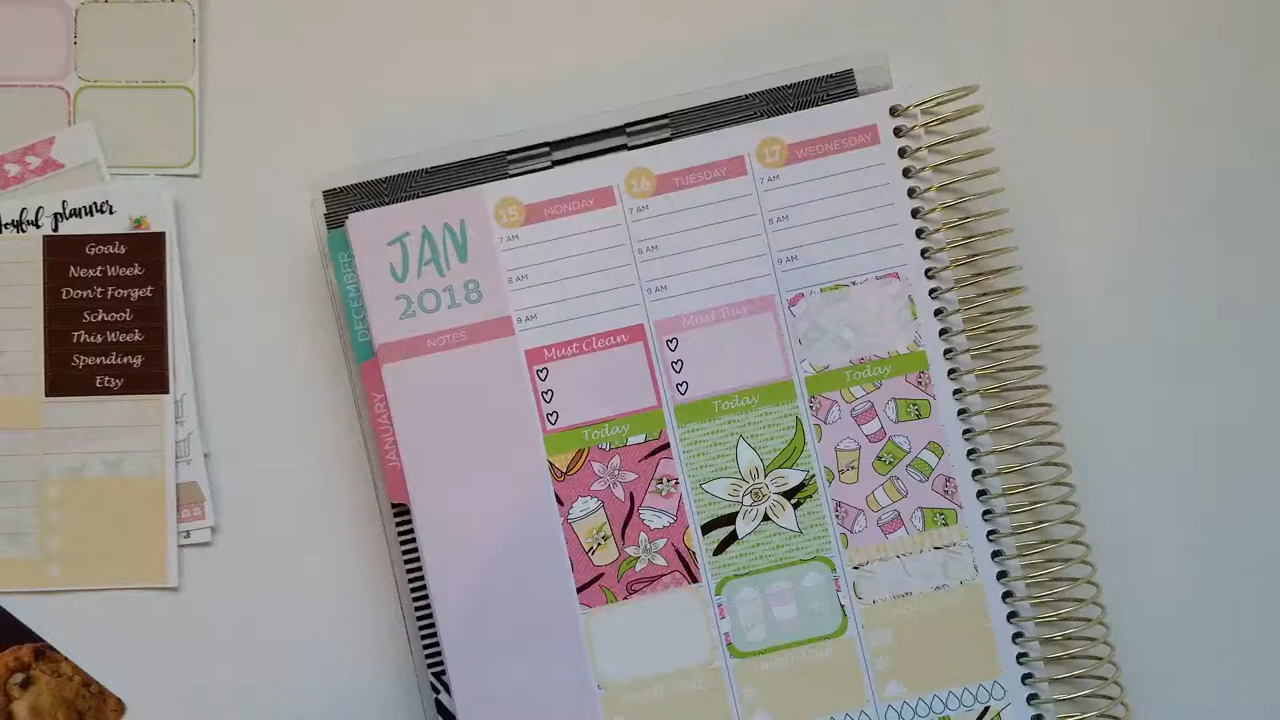 Joyful planner
Goals
Next Week
Don't Forget
School
This Week
Spending
Etsy
DECEMBER
JANUARY
JAN
2018
NOTES
15 MONDAY
7 AM
8 AM
9 AM
Must Clean
Today
16 TUESDAY
7 AM
8 AM
9 AM
Must Buy
Today
17 WEDNESDAY
7 AM
8 AM
9 AM
Today